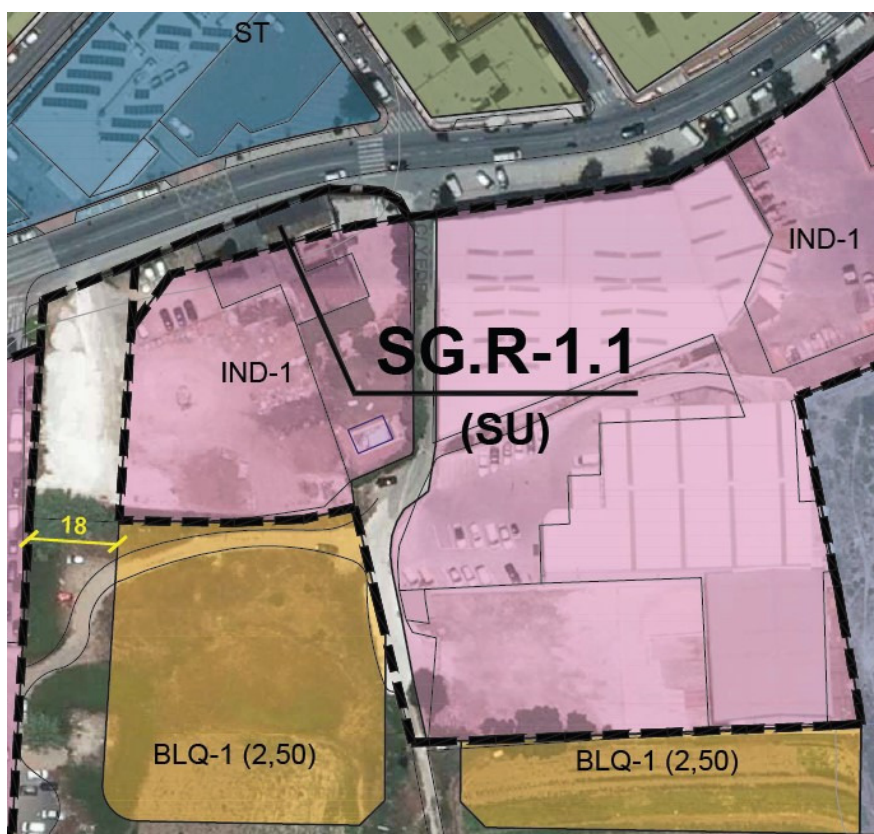 ST
IND-1
IND-1
SG.R-1.1
(SU)
18
BLQ-1 (2,50)
BLQ-1 (2,50)